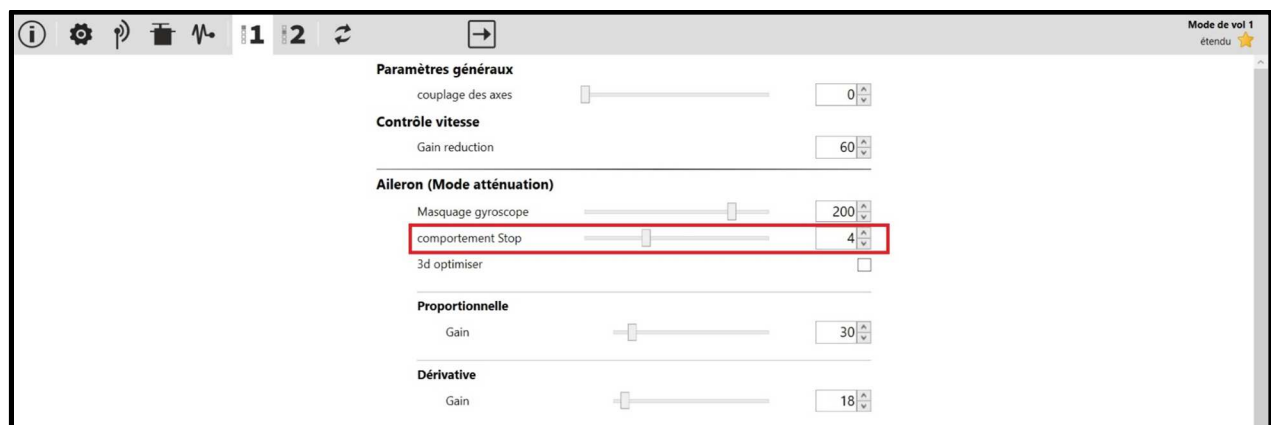 1 2 Mode de vol 1
étendu
Paramètres généraux
couplage des axes 0
Contrôle vitesse
Gain reduction 60
Aileron (Mode atténuation)
Masquage gyroscope 200
comportement Stop 4
3d optimiser
Proportionnelle
Gain 30
Dérivative
Gain 18